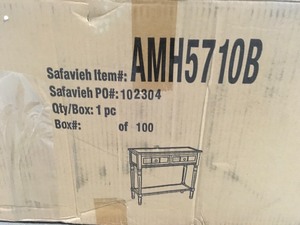 Safavieh Item#: AMH5710B
Safavieh PO#: 102304
Qty/Box: 1 pc
Box#: of 100